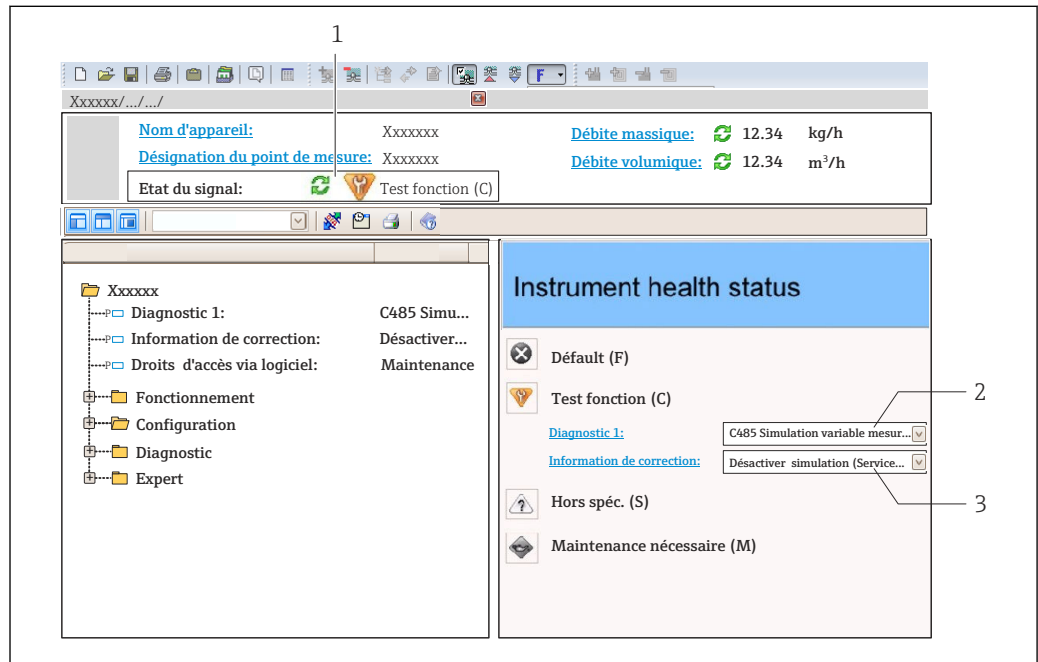 1
F
Xxxxxx/.../.../
Nom d'appareil: Xxxxxxx Débite massique: 12.34 kg/h
Désignation du point de mesure: Xxxxxxx Débite volumique: 12.34 m³/h
Etat du signal: Test fonction (C)
Xxxxxx
Diagnostic 1: C485 Simu...
Information de correction: Désactiver...
Droits d'accès via logiciel: Maintenance
Fonctionnement
Configuration
Diagnostic
Expert
Instrument health status
Défault (F)
Test fonction (C)
Diagnostic 1: C485 Simulation variable mesur... 2
Information de correction: Désactiver simulation (Service... 3
Hors spéc. (S)
Maintenance nécessaire (M)